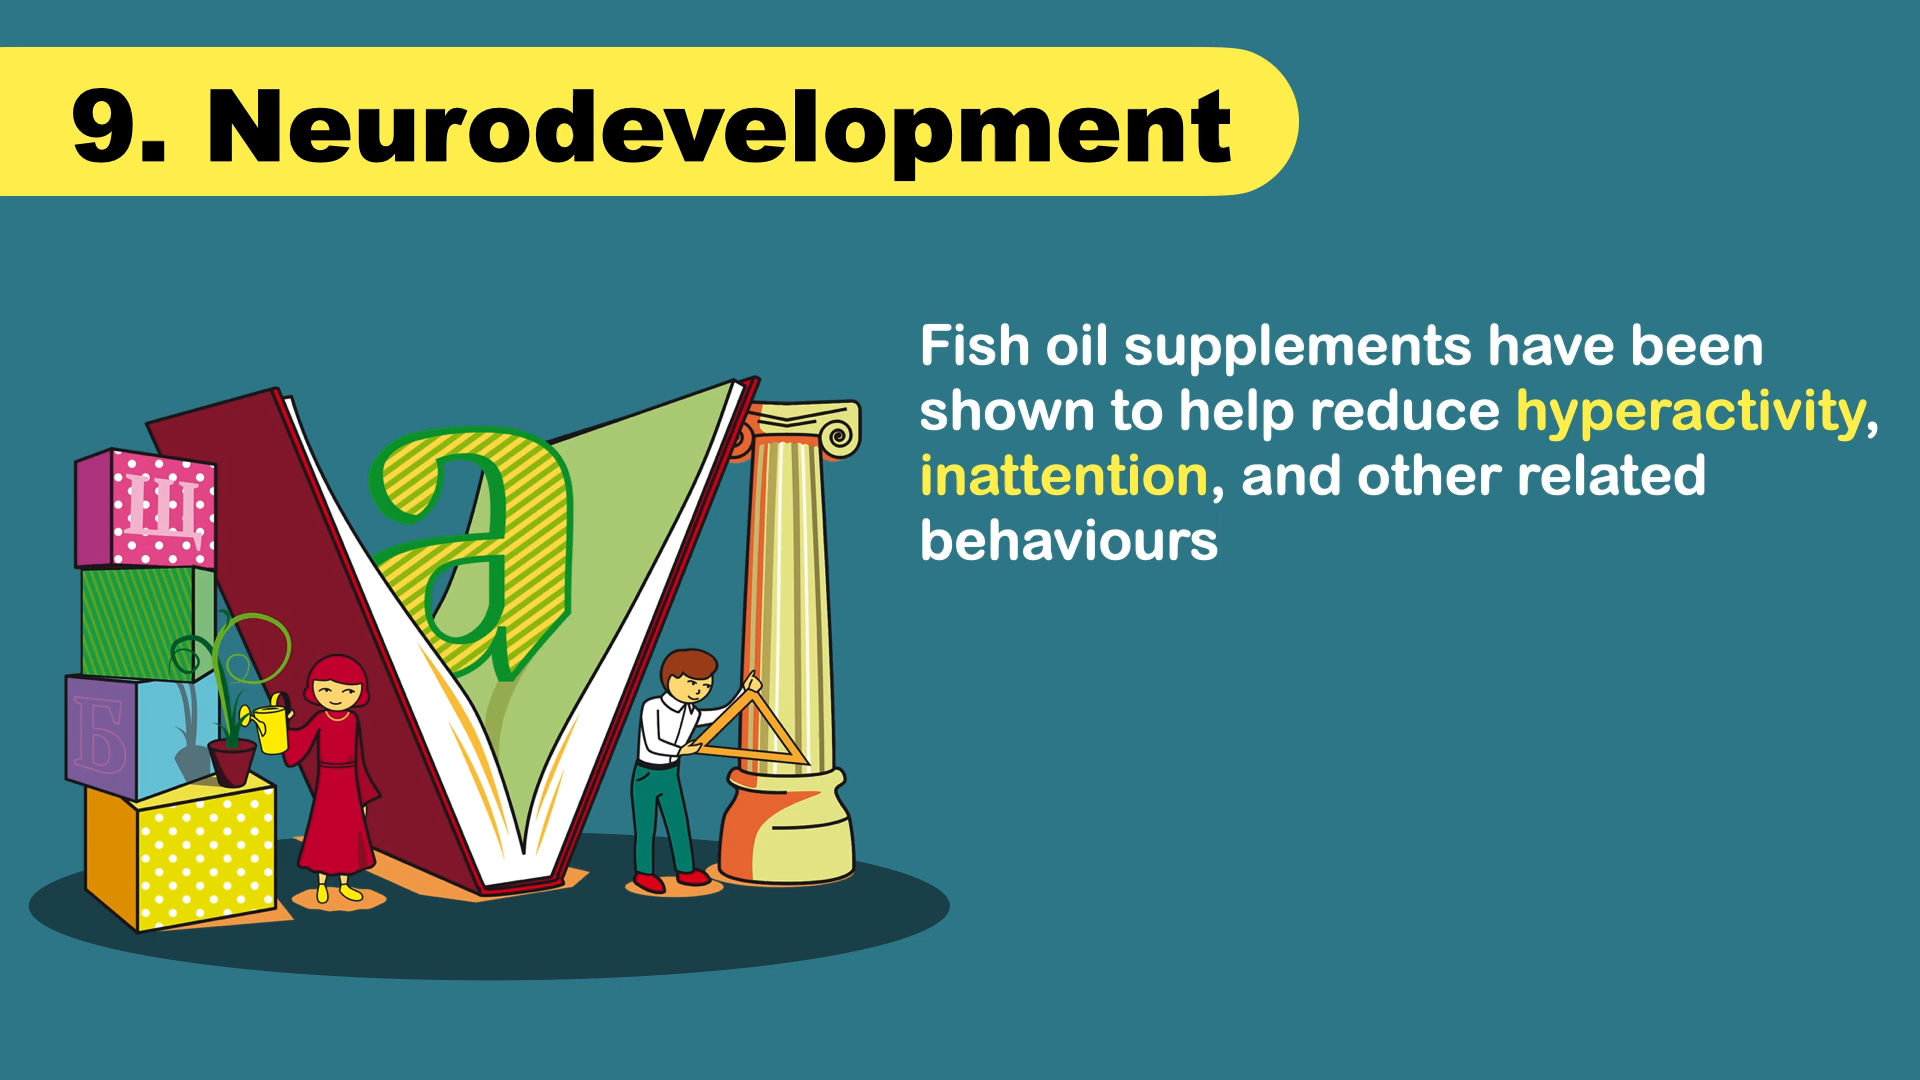 9. Neurodevelopment
Fish oil supplements have been
shown to help reduce hyperactivity,
inattention, and other related
behaviours
a
Щ
Б